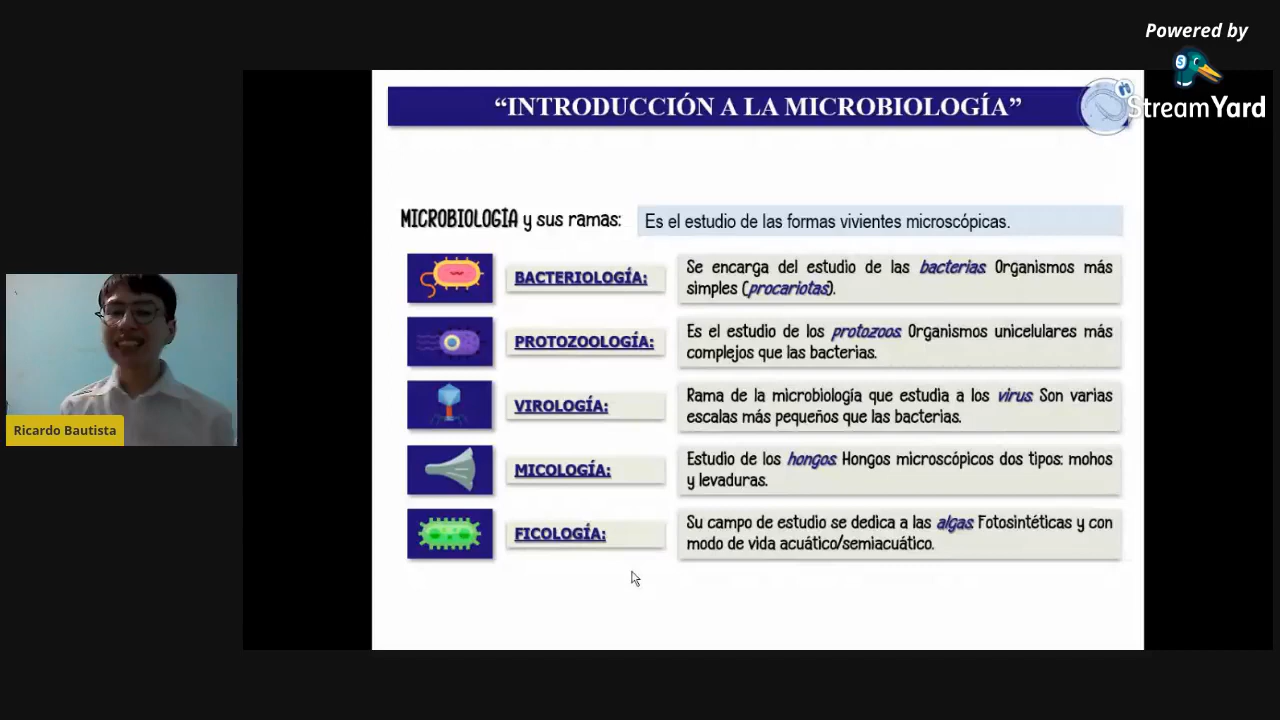 Powered by
StreamYard
“INTRODUCCIÓN A LA MICROBIOLOGÍA”
MICROBIOLOGÍA y sus ramas:
Es el estudio de las formas vivientes microscópicas.
BACTERIOLOGÍA:
Se encarga del estudio de las bacterias. Organismos más
simples (procariotas).
PROTOZOOLOGÍA:
Es el estudio de los protozoos. Organismos unicelulares más
complejos que las bacterias.
VIROLOGÍA:
Rama de la microbiología que estudia a los virus. Son varias
escalas más pequeños que las bacterias.
MICOLOGÍA:
Estudio de los hongos. Hongos microscópicos dos tipos: mohos
y levaduras.
FICOLOGÍA:
Su campo de estudio se dedica a las algas. Fotosintéticas y con
modo de vida acuático/semiacuático.
Ricardo Bautista